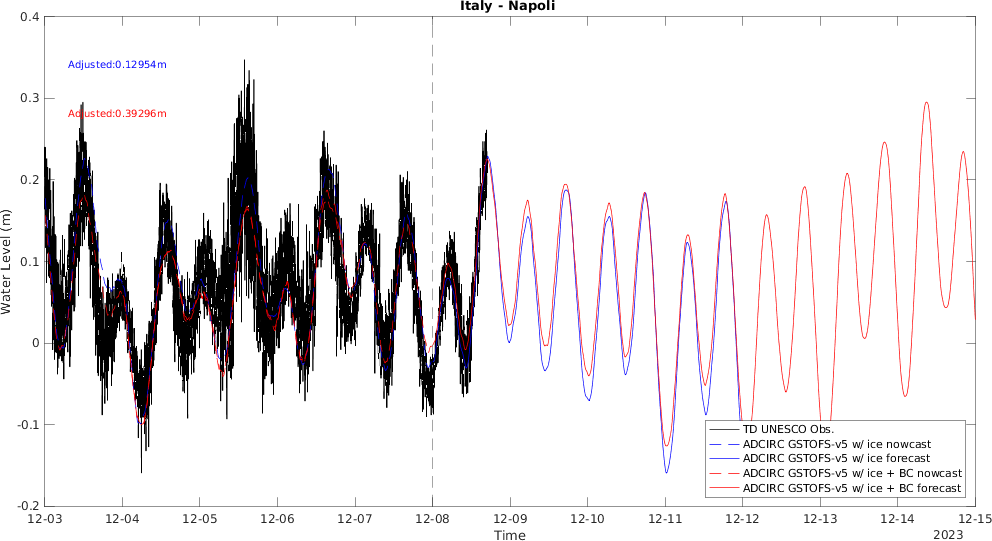 Italy - Napoli
Adjusted:0.12954m
Adjusted:0.39296m
Water Level (m)
0.4
0.3
0.2
0.1
0
-0.1
-0.2
12-03 12-04 12-05 12-06 12-07 12-08 12-09 12-10 12-11 12-12 12-13 12-14 12-15
Time
2023
TD UNESCO Obs.
ADCIRC GSTOFS-v5 w/ ice nowcast
ADCIRC GSTOFS-v5 w/ ice forecast
ADCIRC GSTOFS-v5 w/ ice + BC nowcast
ADCIRC GSTOFS-v5 w/ ice + BC forecast